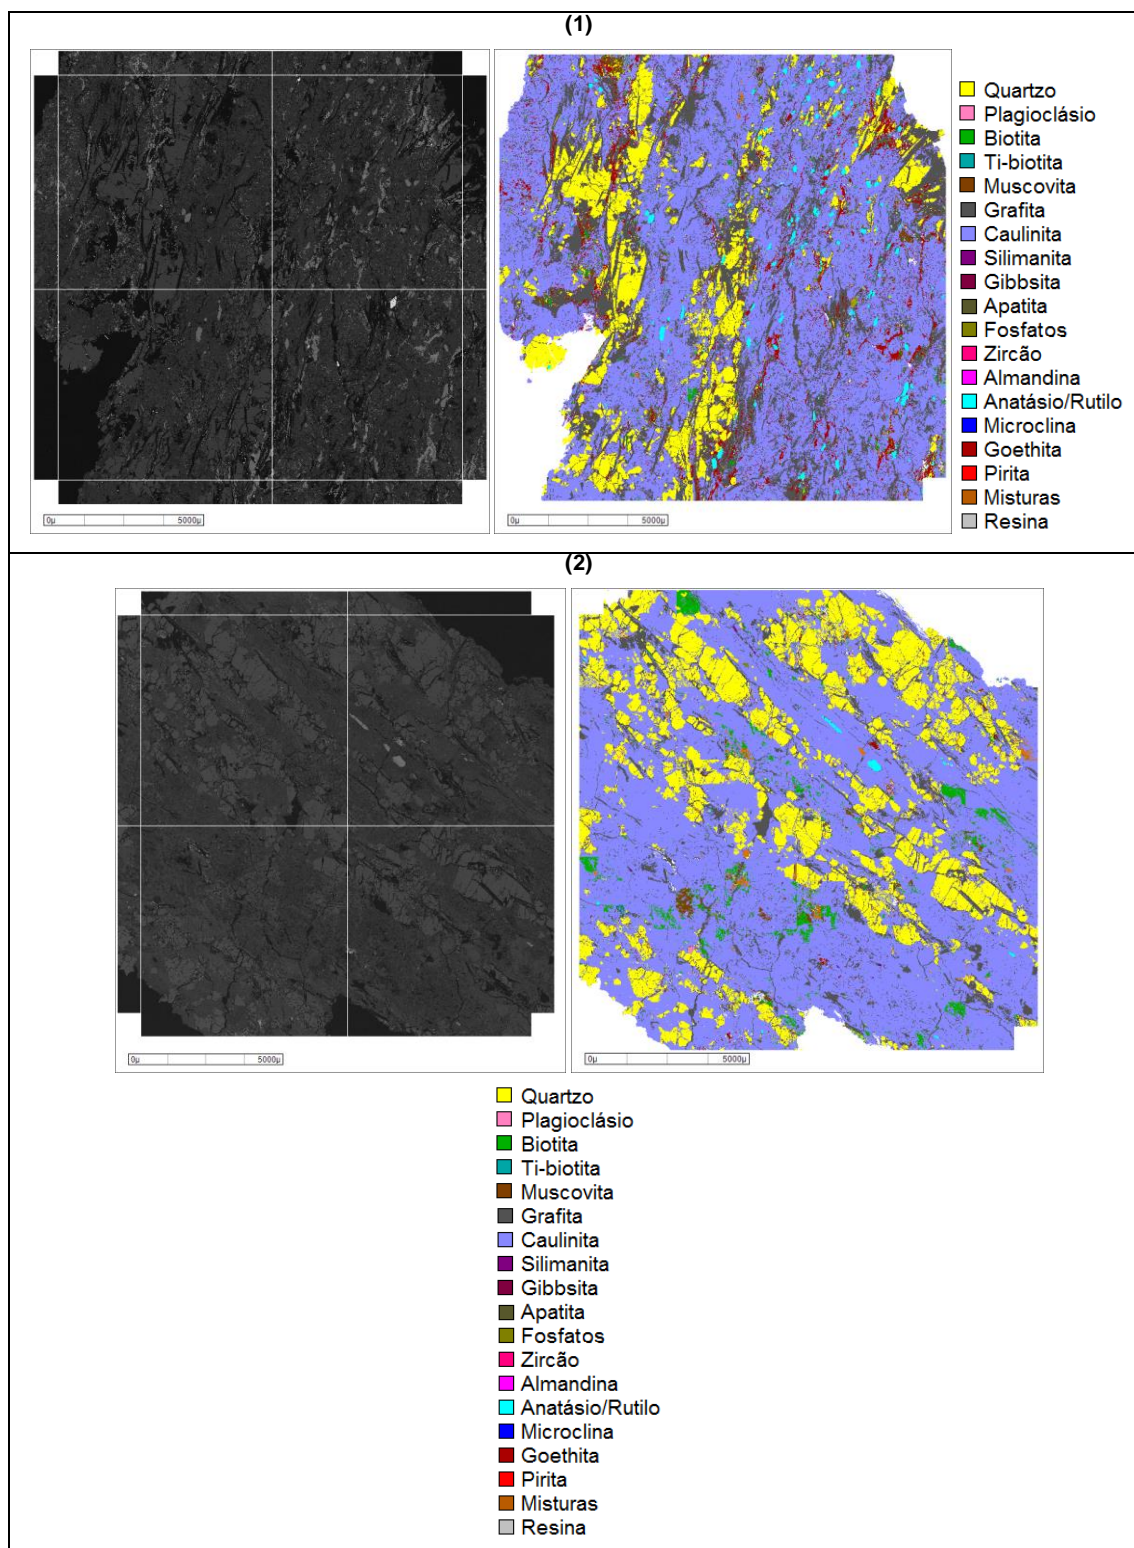 (1)
Quartzo
Plagioclásio
Biotita
Ti-biotita
Muscovita
Grafita
Caulinita
Silimanita
Gibbsita
Apatita
Fosfatos
Zircão
Almandina
Anatásio/Rutilo
Microclina
Goethita
Pirita
Misturas
Resina
0µ 5000µ
0µ 5000µ
(2)
0µ 5000µ
0µ 5000µ
Quartzo
Plagioclásio
Biotita
Ti-biotita
Muscovita
Grafita
Caulinita
Silimanita
Gibbsita
Apatita
Fosfatos
Zircão
Almandina
Anatásio/Rutilo
Microclina
Goethita
Pirita
Misturas
Resina